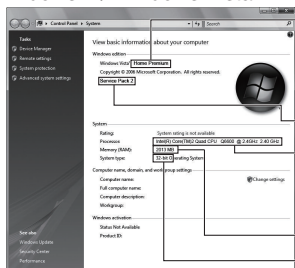 Control Panel ▸ System
Search
Tasks
Device Manager
Remote settings
System protection
Advanced system settings
See also
Windows Update
Security Center
Performance
View basic information about your computer
Windows edition
Windows Vista™ Home Premium
Copyright © 2006 Microsoft Corporation. All rights reserved.
Service Pack 2
System
Rating: System rating is not available
Processor: Intel(R) Core(TM)2 Quad CPU Q6600 @ 2.4GHz 2.40 GHz
Memory (RAM): 2013 MB
System type: 32-bit Operating System
Computer name, domain, and workgroup settings
Computer name:
Change settings
Full computer name:
Computer description:
Workgroup:
Windows activation
Status Not Available
Product ID: